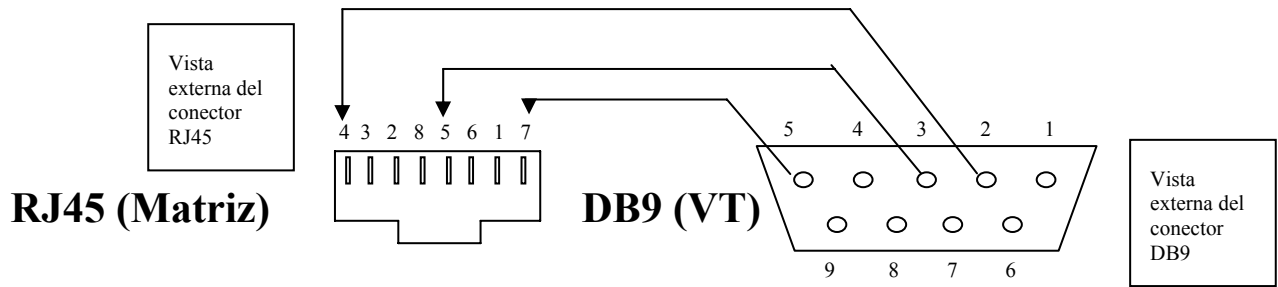 Vista
externa del
conector
RJ45
4 3 2 8 5 6 1 7
RJ45 (Matriz)
5 4 3 2 1
DB9 (VT)
9 8 7 6
Vista
externa del
conector
DB9